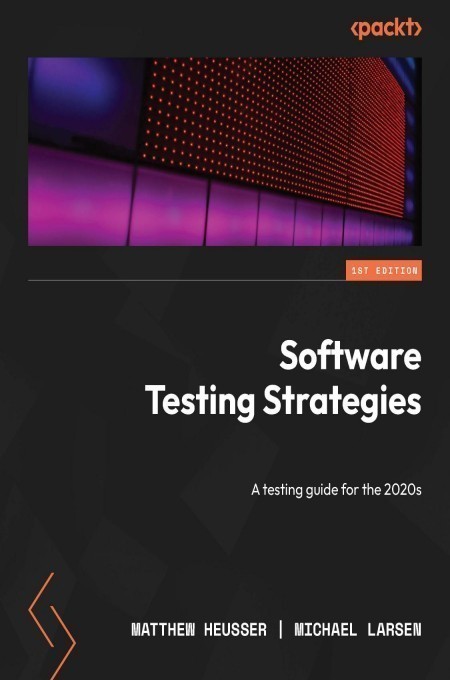 <packt>
1ST EDITION
Software
Testing Strategies
A testing guide for the 2020s
MATTHEW HEUSSER | MICHAEL LARSEN